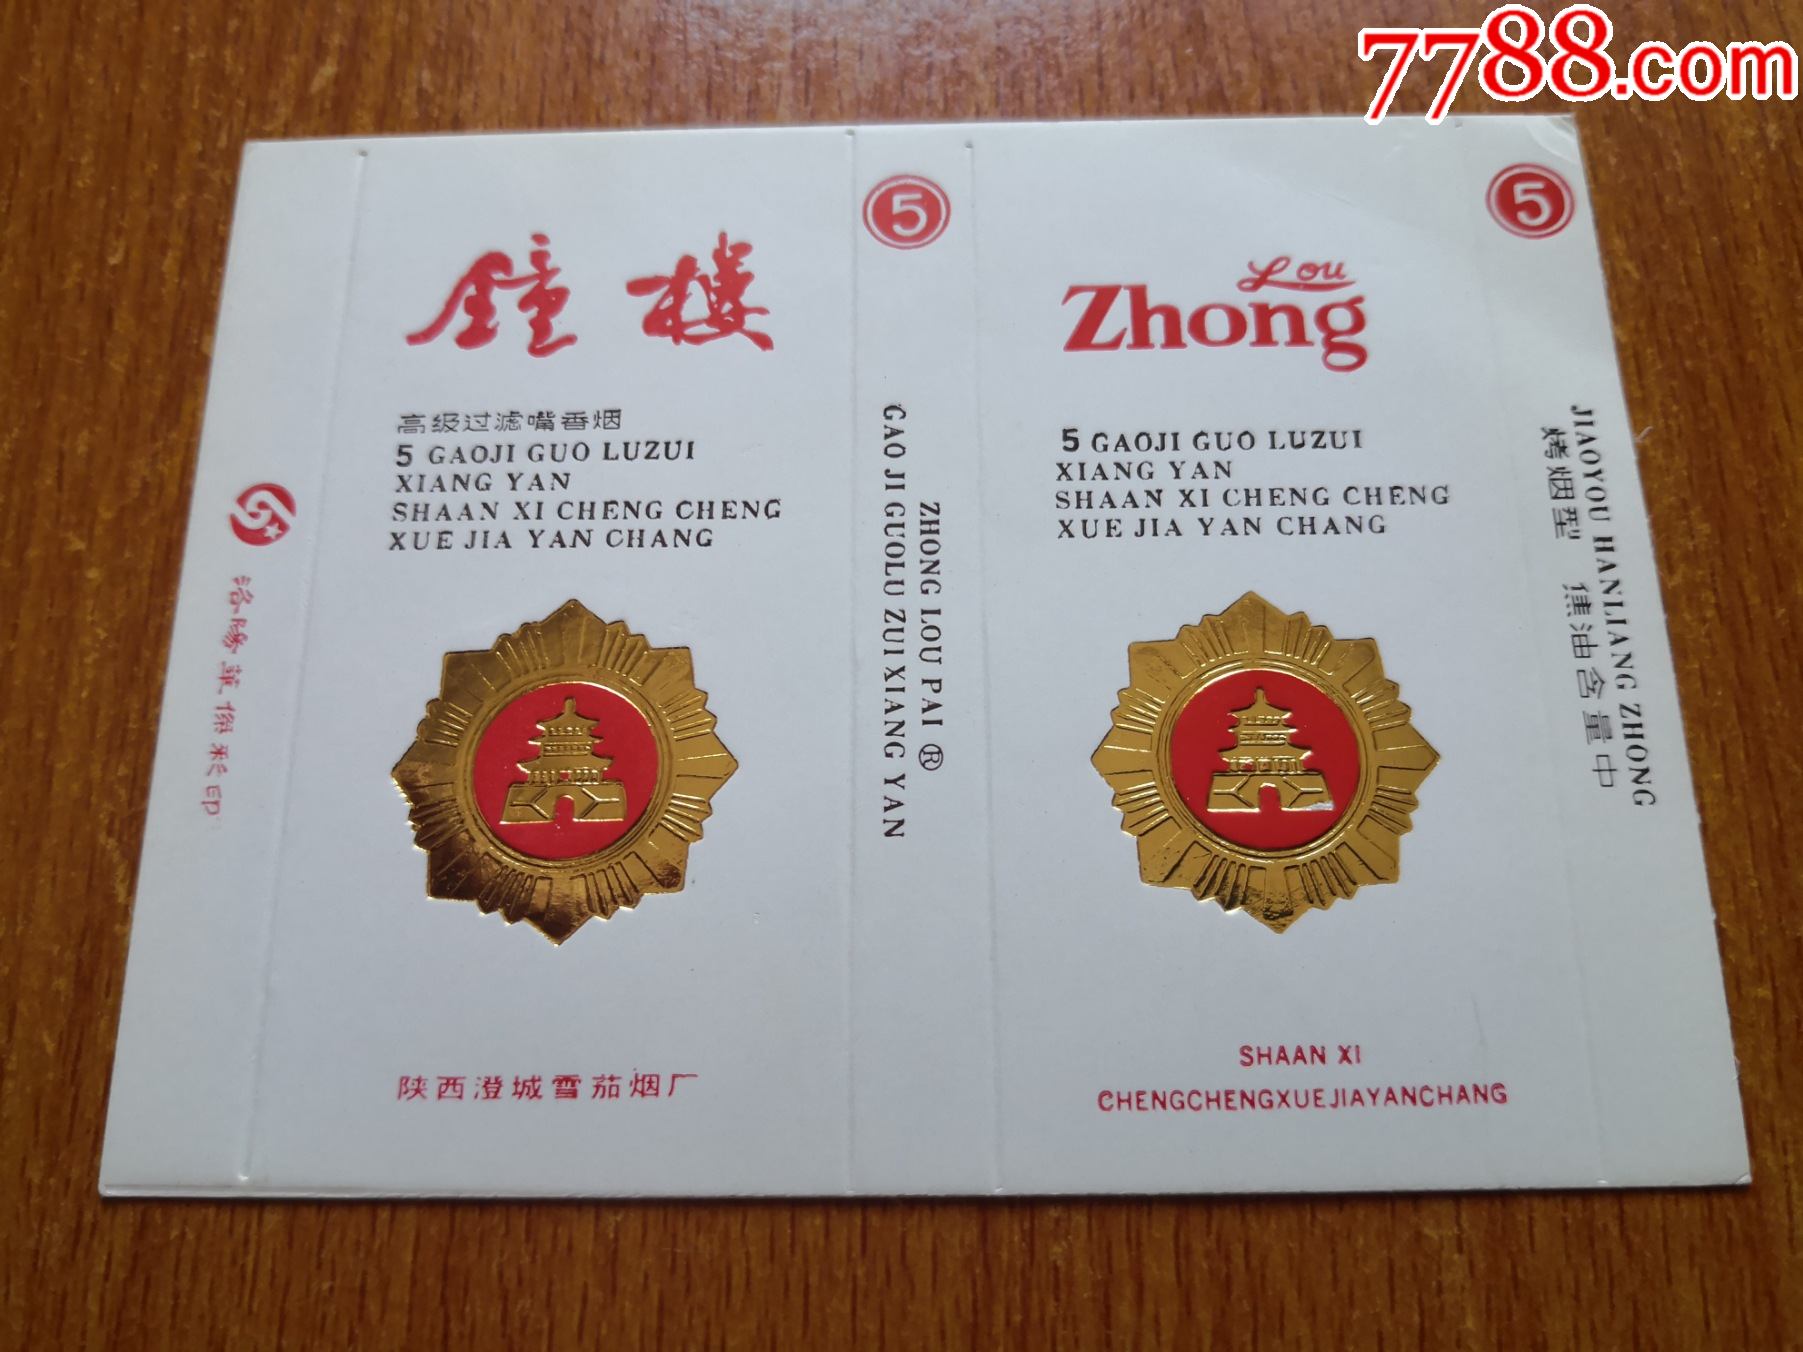 7788.com
鐘楼
高级过滤嘴香烟
5 GAOJI GUO LUZUI
XIANG YAN
SHAAN XI CHENG CHENG
XUE JIA YAN CHANG
陕西澄城雪茄烟厂
5
ZHONG LOU PAI ®
GAO JI GUOLU ZUI XIANG YAN
Lou
Zhong
5 GAOJI GUO LUZUI
XIANG YAN
SHAAN XI CHENG CHENG
XUE JIA YAN CHANG
SHAAN XI
CHENGCHENGXUEJIAYANCHANG
5
JIAOYOU HANLIANG ZHONG
烤烟型 焦油含量中
彩印